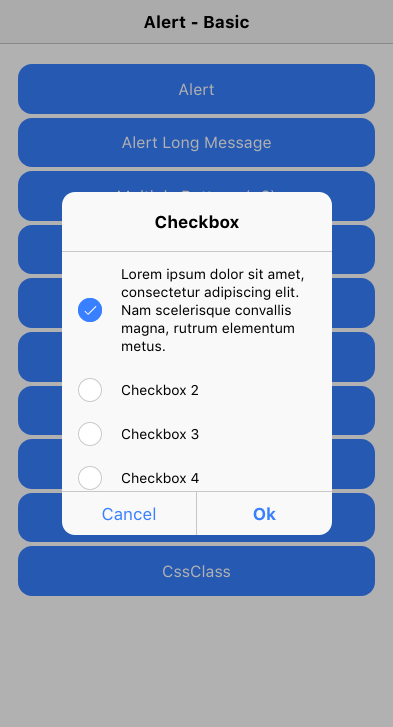 Alert - Basic
Alert
Alert Long Message
Checkbox
Lorem ipsum dolor sit amet,
consectetur adipiscing elit.
Nam scelerisque convallis
magna, rutrum elementum
metus.
Checkbox 2
Checkbox 3
Checkbox 4
Cancel
Ok
CssClass